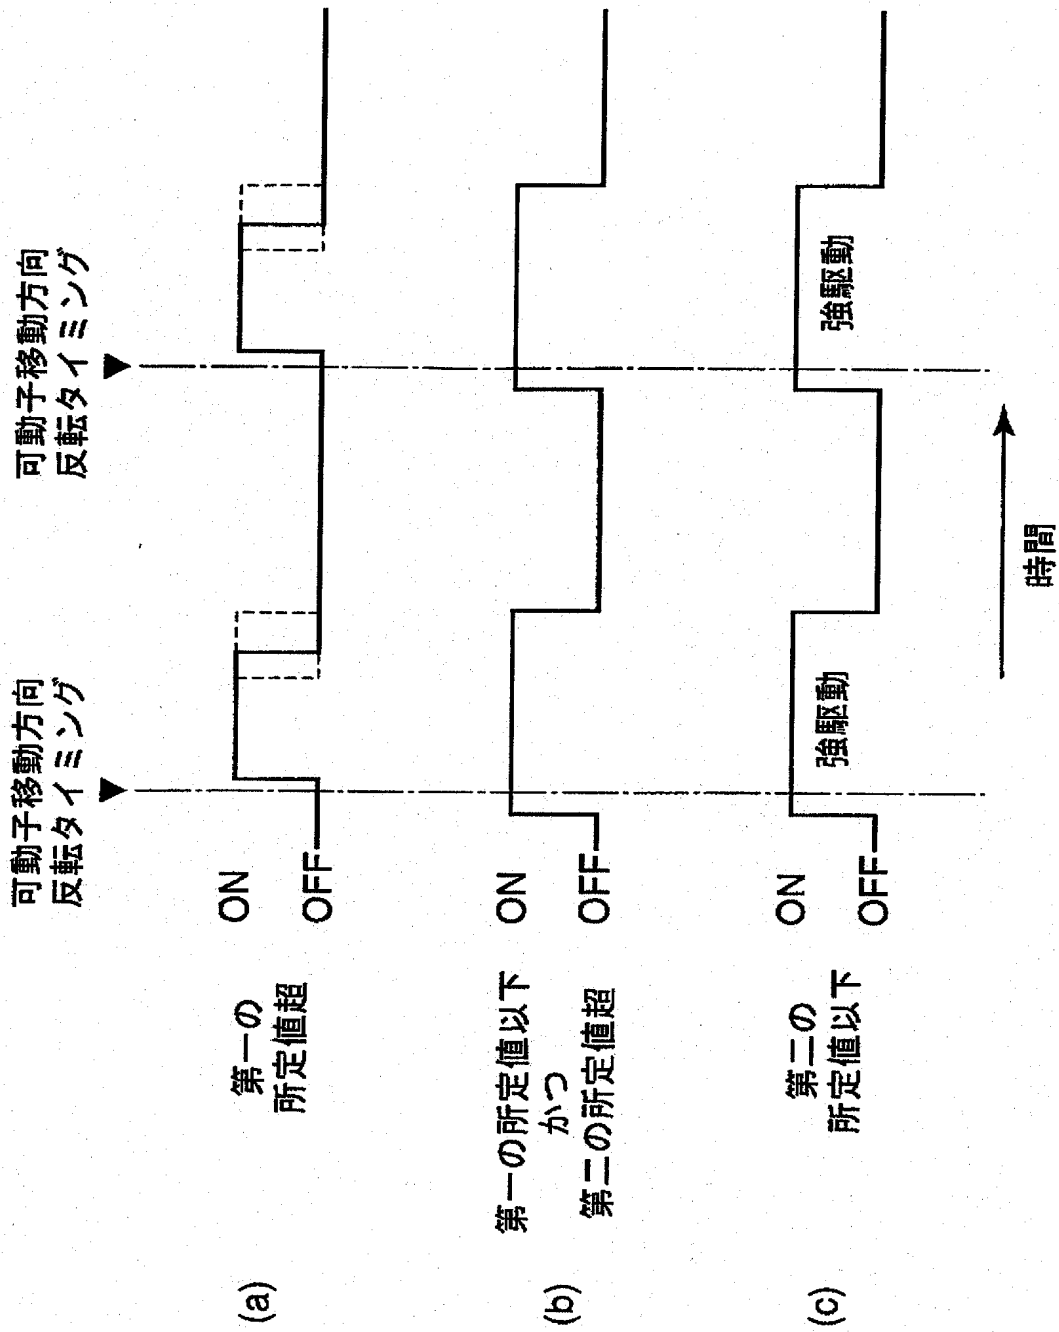 可動子移動方向
反転タイミング
可動子移動方向
反転タイミング
(a)
第一の
所定値超
ON
OFF
(b)
第一の所定値以下
かつ
第二の所定値超
ON
OFF
(c)
第二の
所定値以下
ON
OFF
強駆動
強駆動
時間